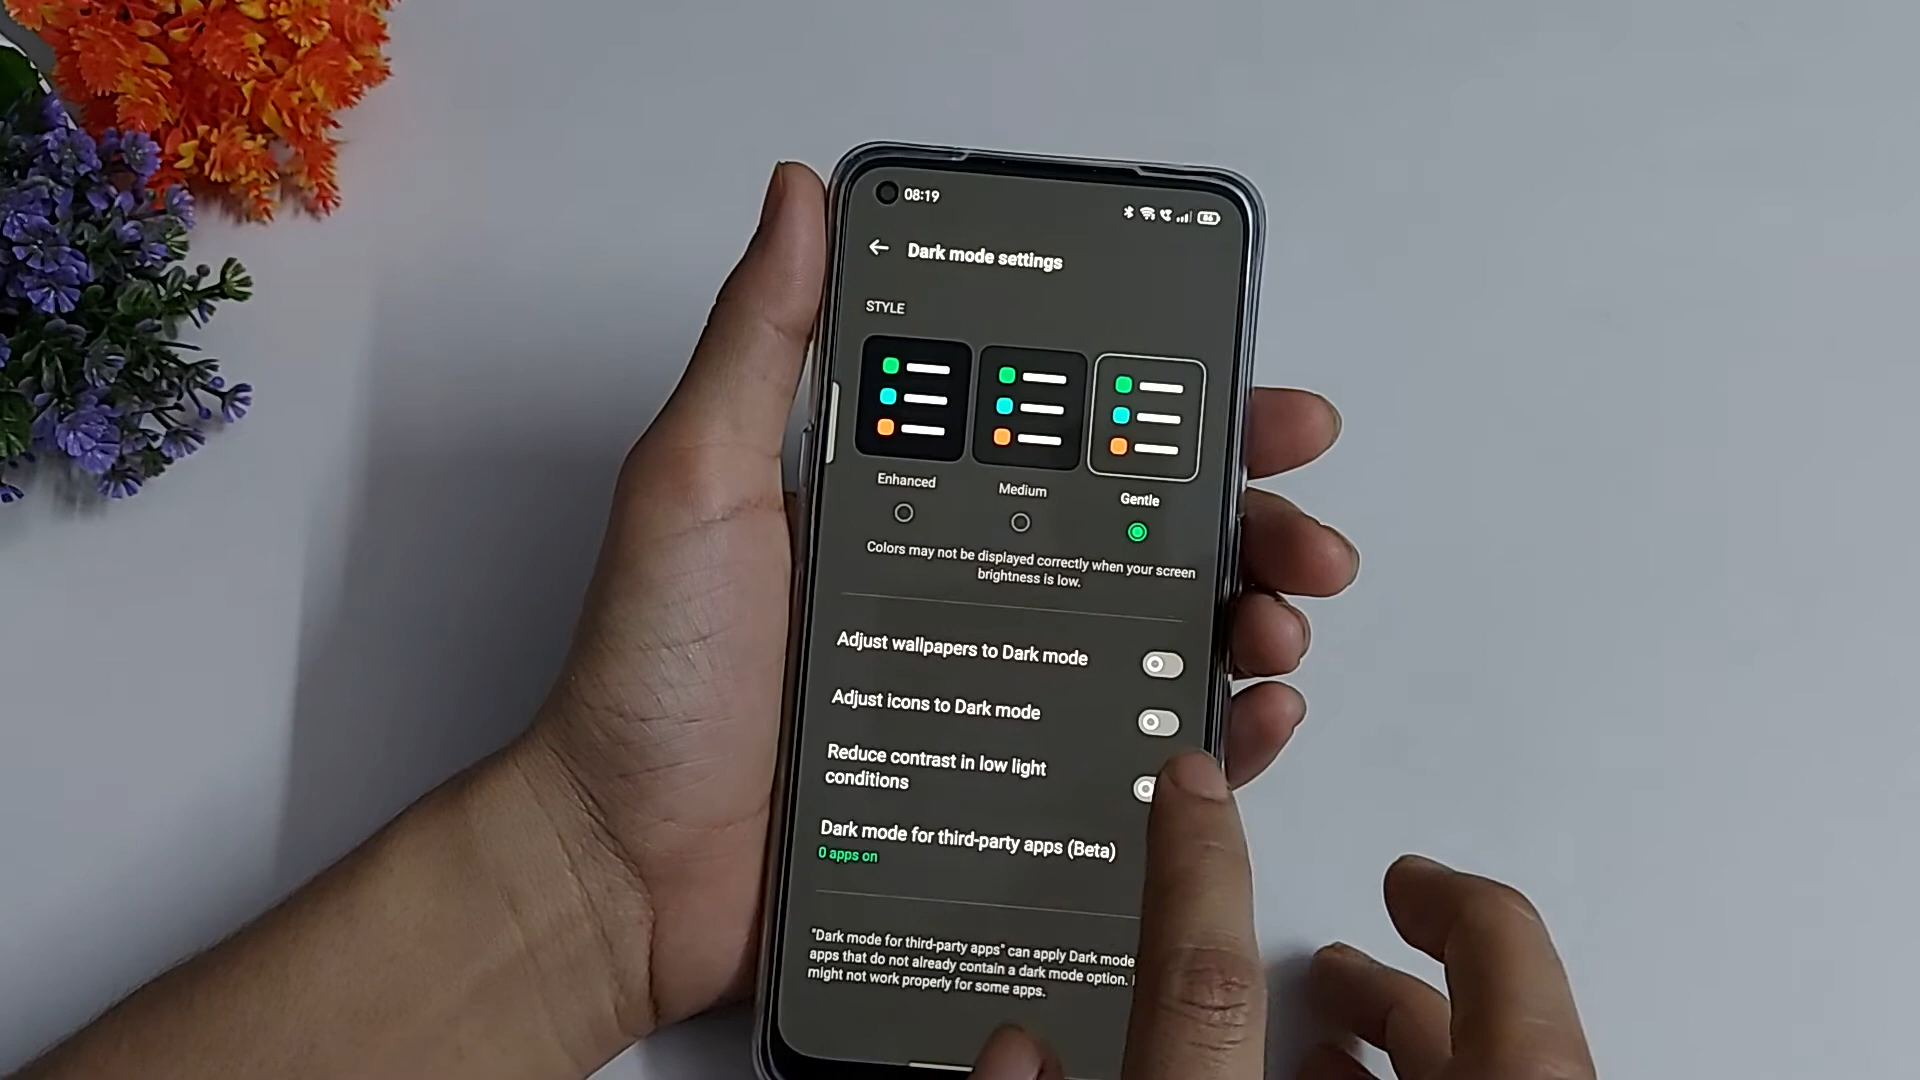 08:19
86
Dark mode settings
STYLE
Enhanced
Medium
Gentle
Colors may not be displayed correctly when your screen
brightness is low.
Adjust wallpapers to Dark mode
Adjust icons to Dark mode
Reduce contrast in low light
conditions
Dark mode for third-party apps (Beta)
0 apps on
"Dark mode for third-party apps" can apply Dark mode
apps that do not already contain a dark mode option.
might not work properly for some apps.